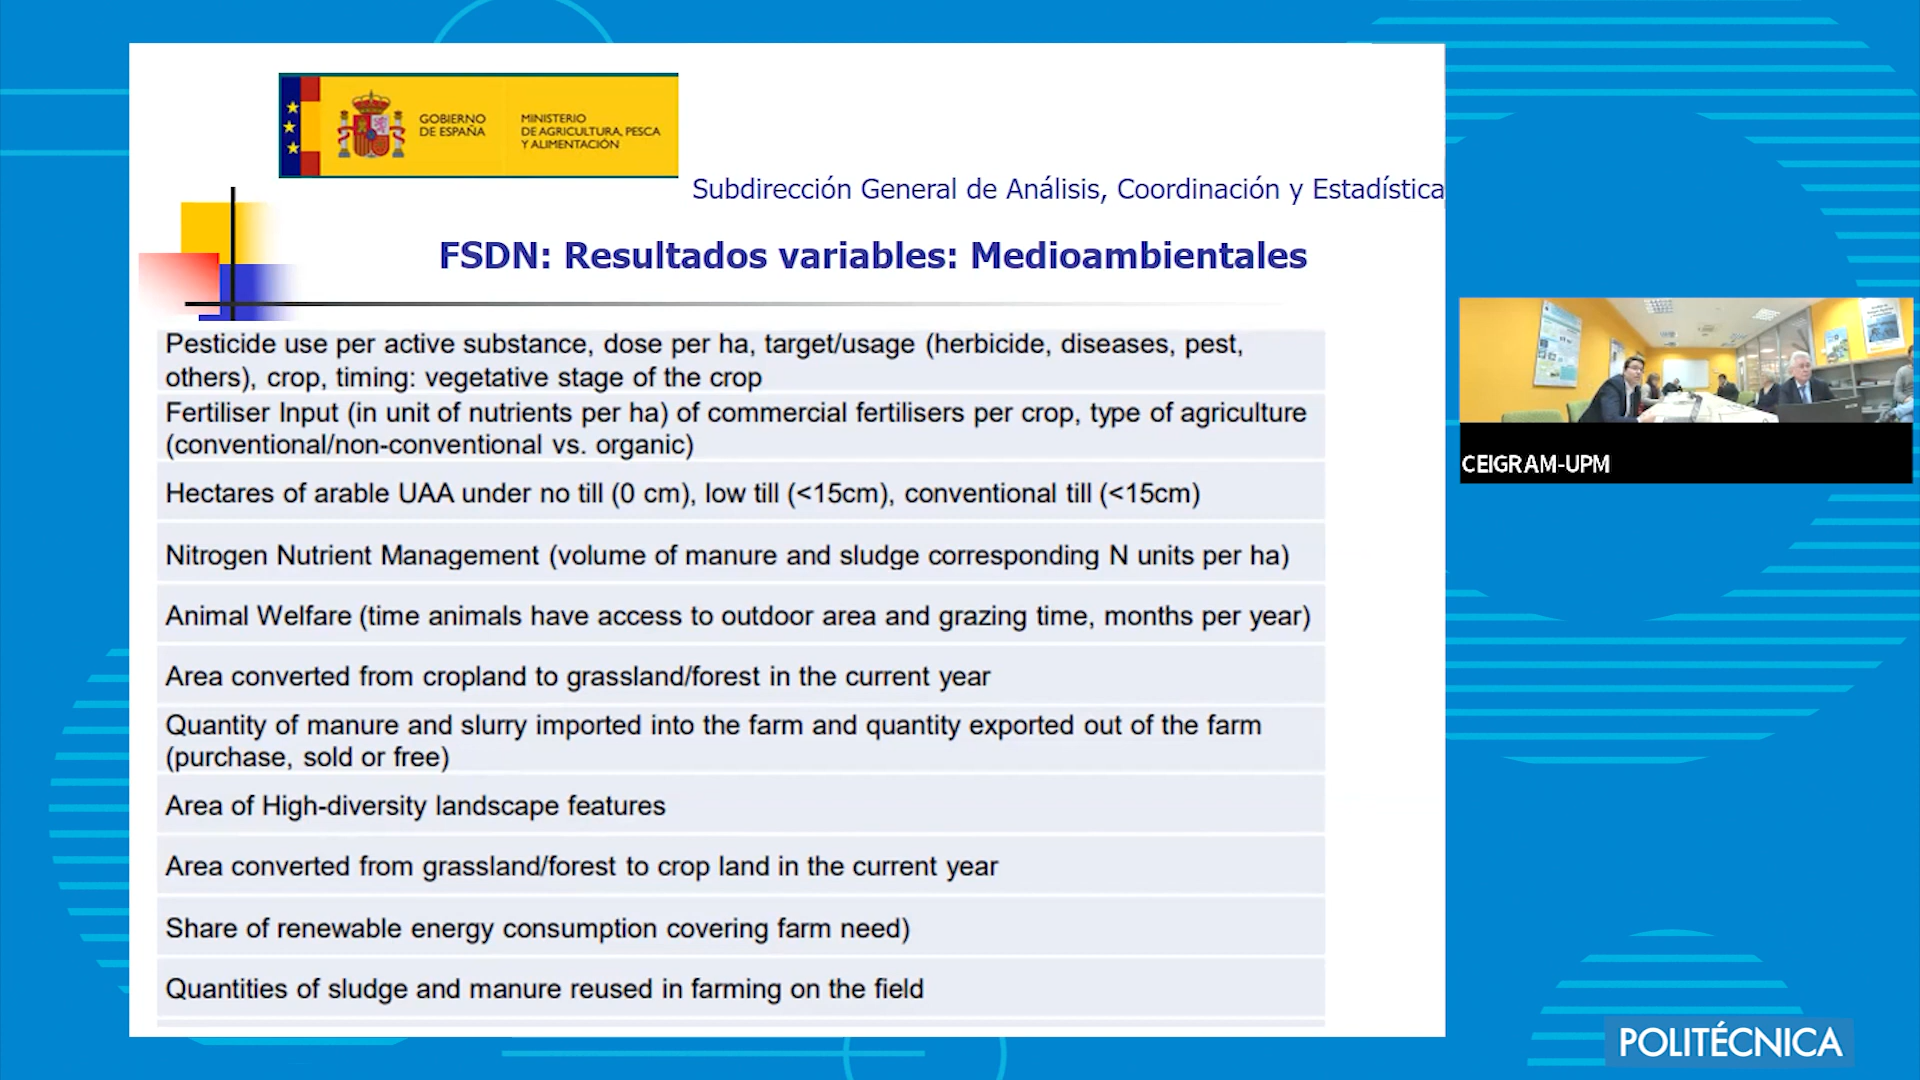 GOBIERNO
DE ESPAÑA
MINISTERIO
DE AGRICULTURA, PESCA
Y ALIMENTACIÓN
Subdirección General de Análisis, Coordinación y Estadística
FSDN: Resultados variables: Medioambientales
Pesticide use per active substance, dose per ha, target/usage (herbicide, diseases, pest,
others), crop, timing: vegetative stage of the crop
Fertiliser Input (in unit of nutrients per ha) of commercial fertilisers per crop, type of agriculture
(conventional/non-conventional vs. organic)
Hectares of arable UAA under no till (0 cm), low till (<15cm), conventional till (<15cm)
Nitrogen Nutrient Management (volume of manure and sludge corresponding N units per ha)
Animal Welfare (time animals have access to outdoor area and grazing time, months per year)
Area converted from cropland to grassland/forest in the current year
Quantity of manure and slurry imported into the farm and quantity exported out of the farm
(purchase, sold or free)
Area of High-diversity landscape features
Area converted from grassland/forest to crop land in the current year
Share of renewable energy consumption covering farm need)
Quantities of sludge and manure reused in farming on the field
CEIGRAM-UPM
POLITÉCNICA